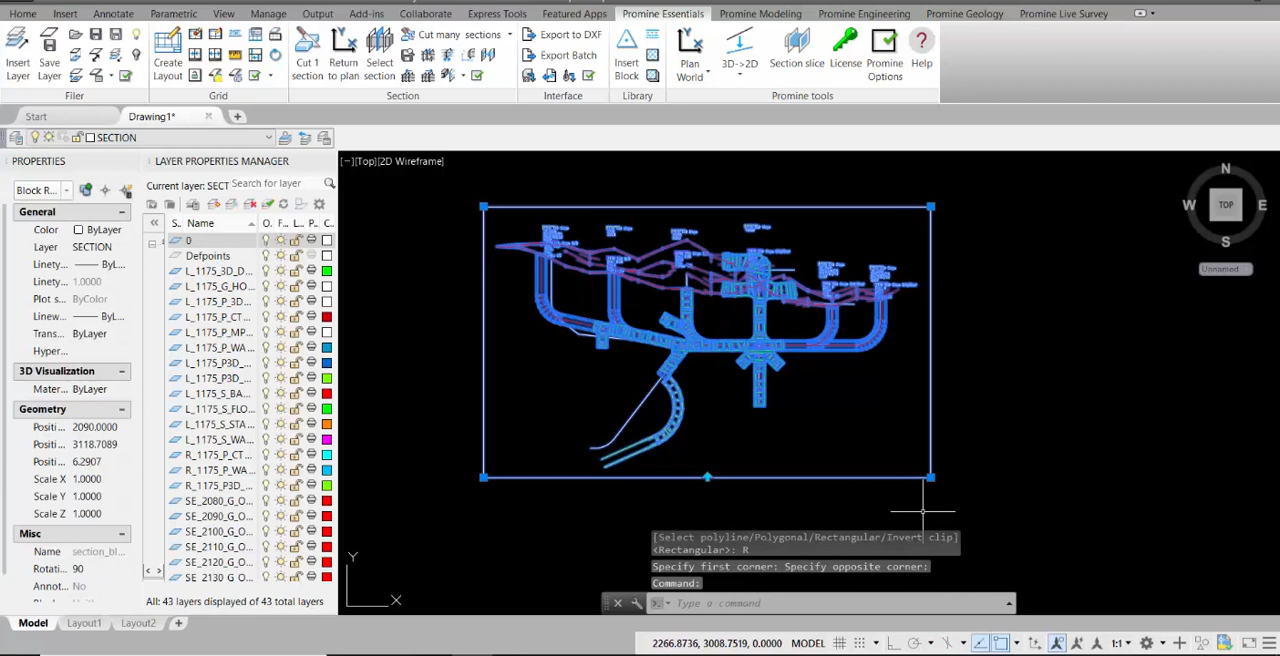 Home Insert Annotate Parametric View Manage Output Add-ins Collaborate Express Tools Featured Apps Promine Essentials Promine Modeling Promine Engineering Promine Geology Promine Live Survey
Insert Layer
Save Layer
Filer
Create Layout
Grid
Cut 1 section
Return to plan
Select section
Cut many sections
Section
Export to DXF
Export Batch
Interface
Insert Block
Library
Plan World
3D->2D
Section slice
License
Promine Options
Help
Promine tools
Start Drawing1*
SECTION
PROPERTIES
Block R...
General
Color ByLayer
Layer SECTION
Linety... ByL...
Linety... 1.0000
Plot s... ByColor
Linew... ByL...
Trans... ByLayer
Hyper...
3D Visualization
Mater... ByLayer
Geometry
Positi... 2090.0000
Positi... 3118.7089
Positi... 6.2907
Scale X 1.0000
Scale Y 1.0000
Scale Z 1.0000
Misc
Name section_bl...
Rotati... 90
Annot... No
LAYER PROPERTIES MANAGER
Current layer: SECT Search for layer
S.. Name O. F... L... P.. C
0
Defpoints
L_1175_3D_D...
L_1175_G_HO...
L_1175_P_3D...
L_1175_P_CT...
L_1175_P_MP...
L_1175_P_WA...
L_1175_P3D_...
L_1175_P3D_...
L_1175_S_BA...
L_1175_S_FLO...
L_1175_S_STA...
L_1175_S_WA...
R_1175_P_CT...
R_1175_P_WA...
R_1175_P3D_...
SE_2080_G_O...
SE_2090_G_O...
SE_2100_G_O...
SE_2110_G_O...
SE_2120_G_O...
SE 2130 G O...
All: 43 layers displayed of 43 total layers
[−][Top][2D Wireframe]
N
W TOP E
S
Unnamed
Y
X
[Select polyline/Polygonal/Rectangular/Invert clip]
<Rectangular>: R
Specify first corner: Specify opposite corner:
Command:
Type a command
Model Layout1 Layout2
2266.8736, 3008.7519, 0.0000 MODEL 1:1